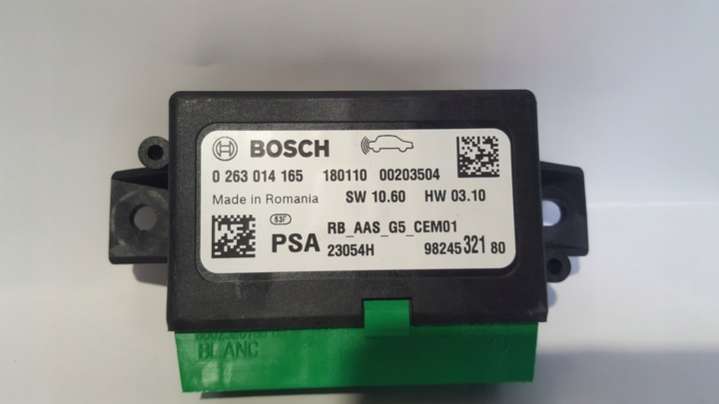 BOSCH
0 263 014 165 180110 00203504
Made in Romania SW 10.60 HW 03.10
RB_AAS_G5_CEM01
PSA 23054H 98245 321 80
BLANC